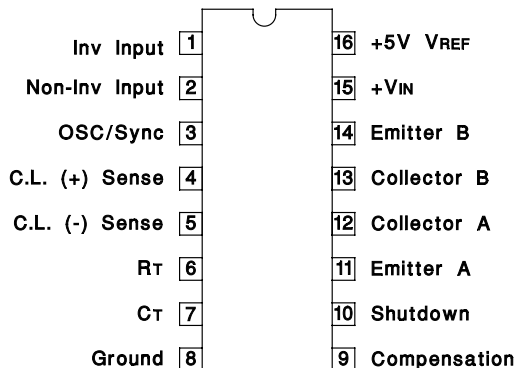 Inv Input 1 16 +5V VREF
Non-Inv Input 2 15 +VIN
OSC/Sync 3 14 Emitter B
C.L. (+) Sense 4 13 Collector B
C.L. (-) Sense 5 12 Collector A
RT 6 11 Emitter A
CT 7 10 Shutdown
Ground 8 9 Compensation